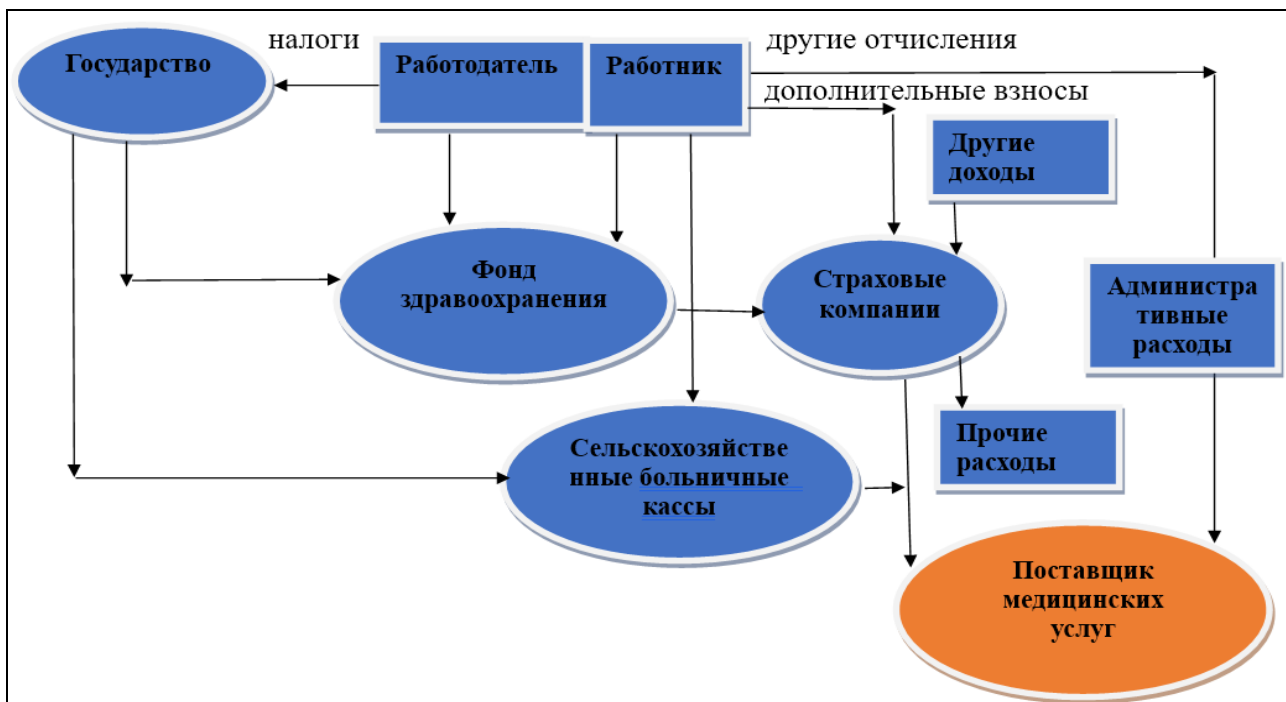 налоги
другие отчисления
Государство
Работодатель
Работник
дополнительные взносы
Другие
доходы
Фонд
здравоохранения
Страховые
компании
Администра
тивные
расходы
Сельскохозяйстве
нные больничные
кассы
Прочие
расходы
Поставщик
медицинских
услуг